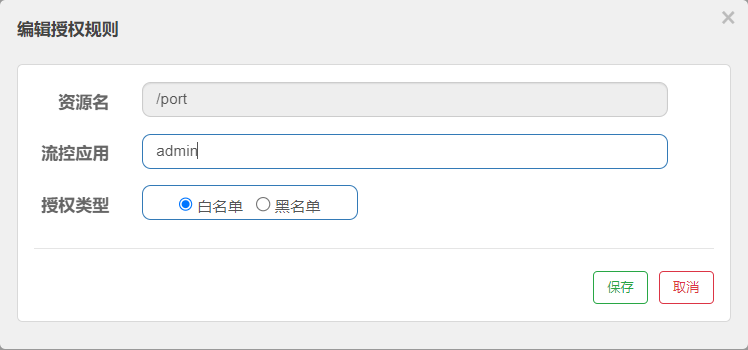 编辑授权规则
×
资源名 /port
流控应用 admin
授权类型 白名单 黑名单
保存 取消